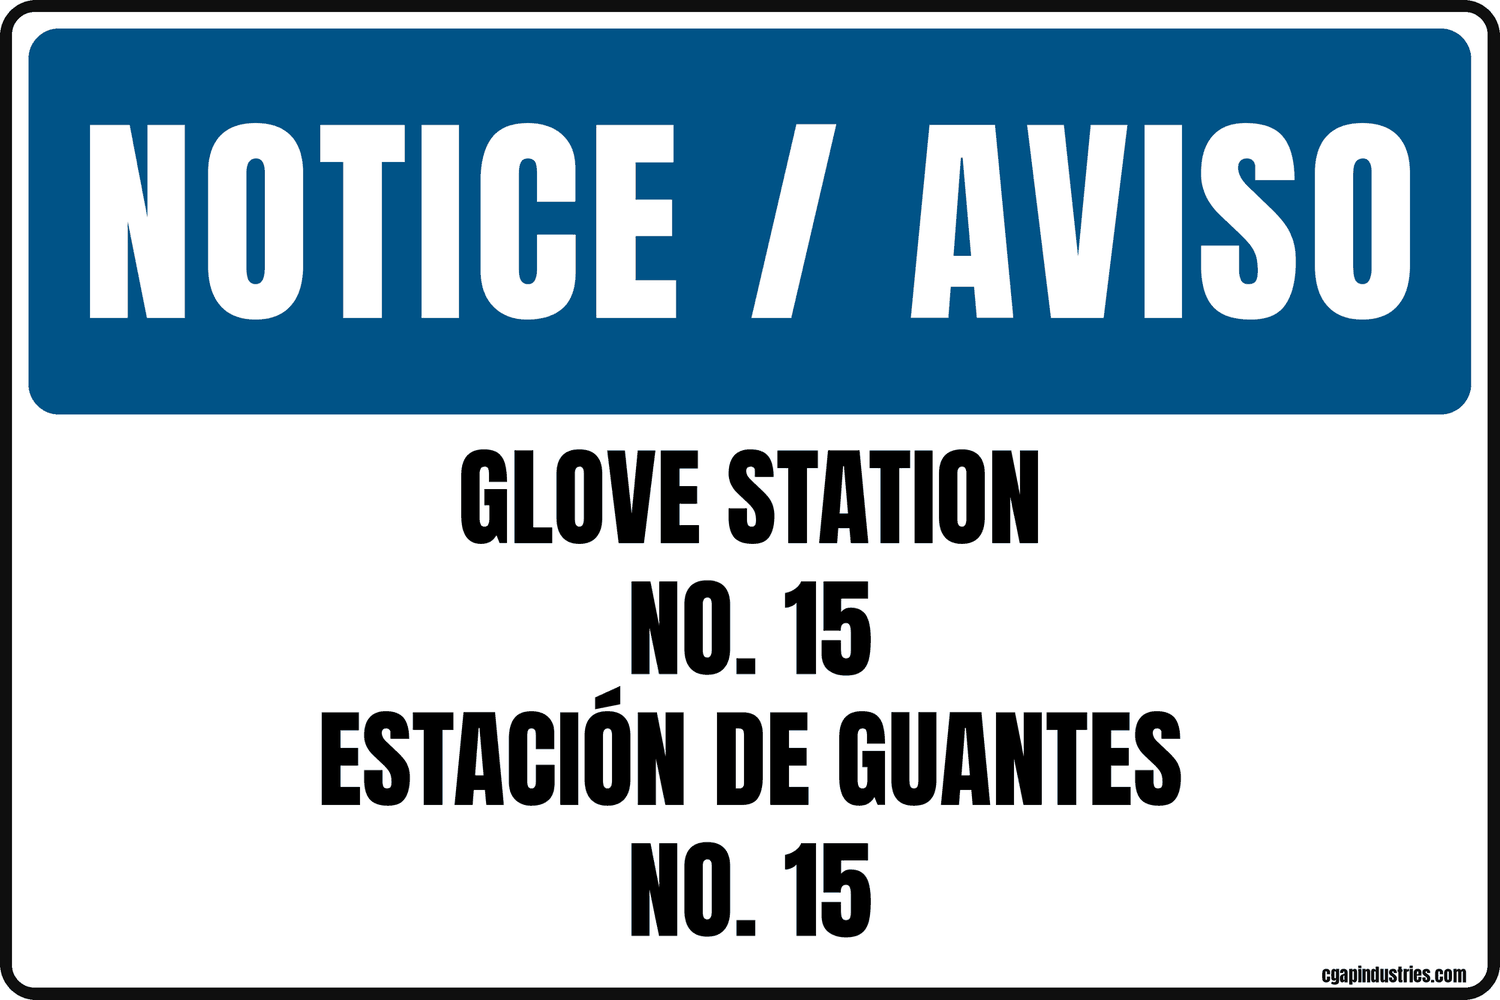 NOTICE / AVISO
GLOVE STATION
NO. 15
ESTACIÓN DE GUANTES
NO. 15
cgapindustries.com